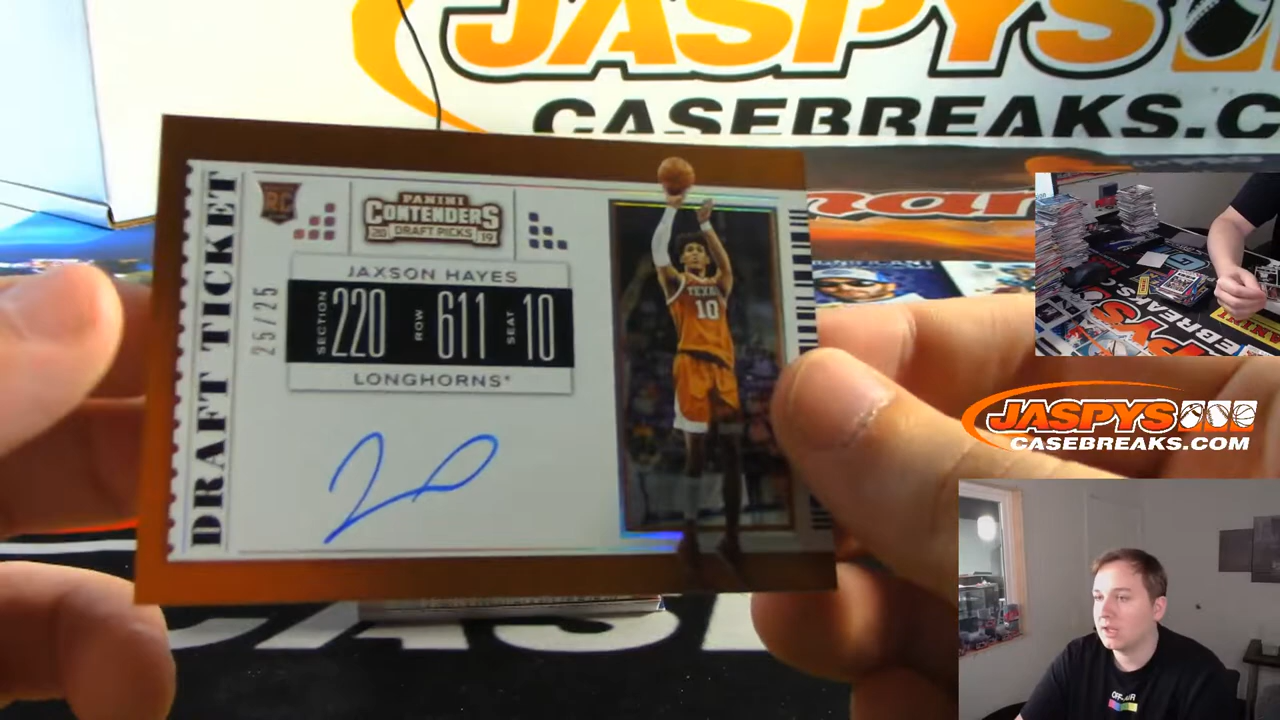 JASPYS
CASEBREAKS.C
DRAFT TICKET
RC
PANINI
CONTENDERS
20 DRAFT PICKS 19
JAXSON HAYES
SECTION 220 ROW 611 SEAT 10
LONGHORNS*
25/25
TEXAS
10
JASPYS
CASEBREAKS.COM